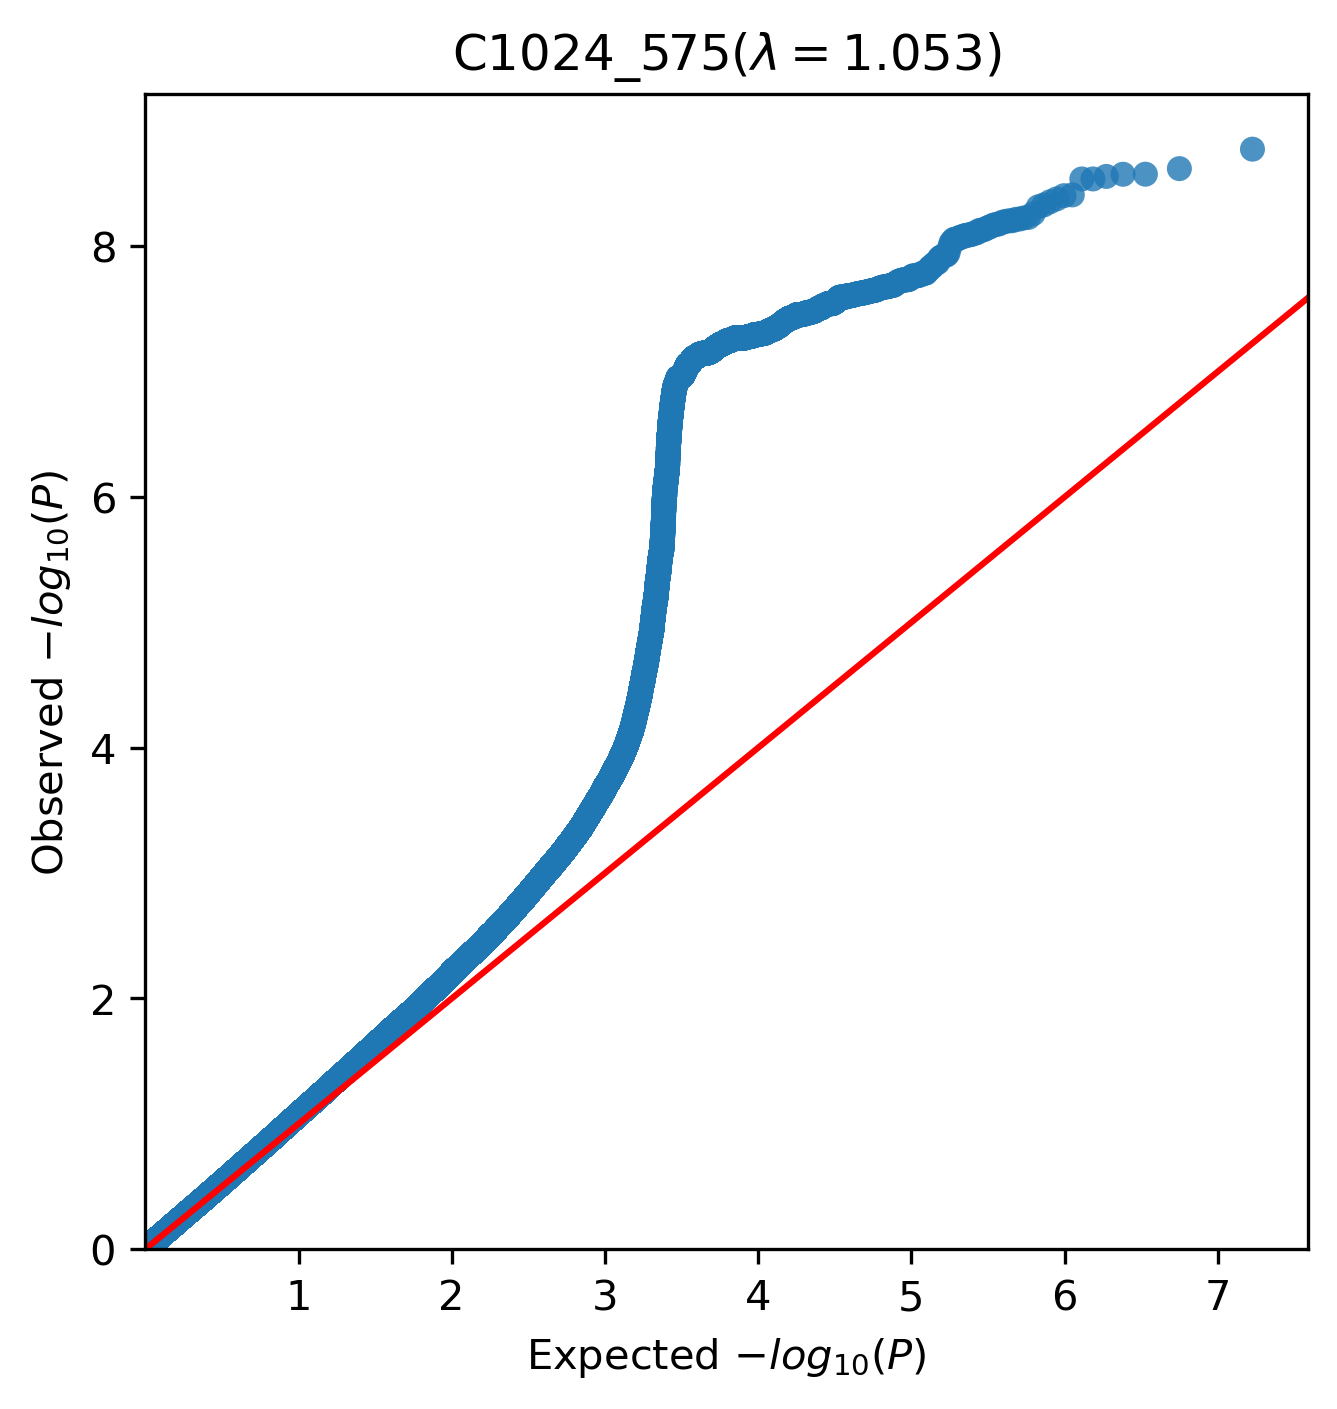 C1024_575(λ = 1.053)
Observed −log₁₀(P)
8
6
4
2
0
1 2 3 4 5 6 7
Expected −log₁₀(P)